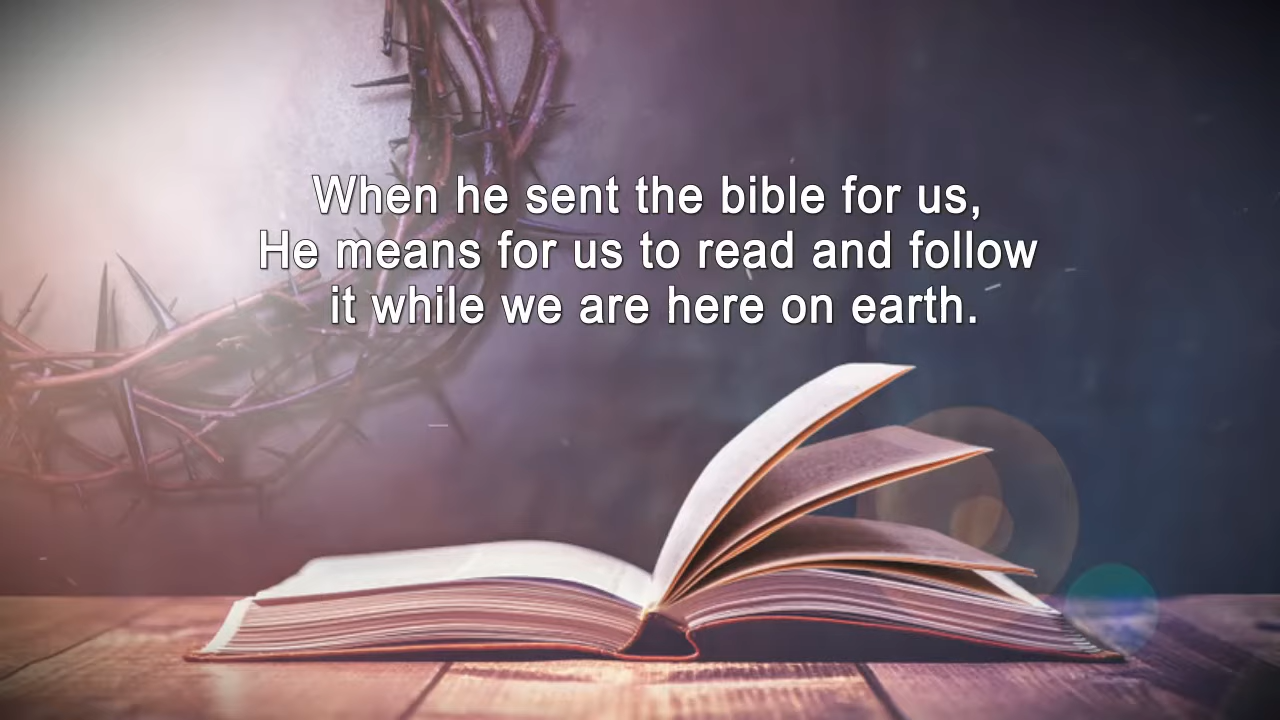 When he sent the bible for us,
He means for us to read and follow
it while we are here on earth.